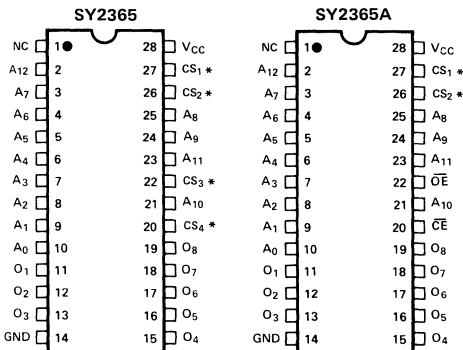 SY2365 SY2365A
NC 1 28 VCC NC 1 28 VCC
A12 2 27 CS1 * A12 2 27 CS1 *
A7 3 26 CS2 * A7 3 26 CS2 *
A6 4 25 A8 A6 4 25 A8
A5 5 24 A9 A5 5 24 A9
A4 6 23 A11 A4 6 23 A11
A3 7 22 CS3 * A3 7 22 O̅E̅
A2 8 21 A10 A2 8 21 A10
A1 9 20 CS4 * A1 9 20 C̅E̅
A0 10 19 O8 A0 10 19 O8
O1 11 18 O7 O1 11 18 O7
O2 12 17 O6 O2 12 17 O6
O3 13 16 O5 O3 13 16 O5
GND 14 15 O4 GND 14 15 O4